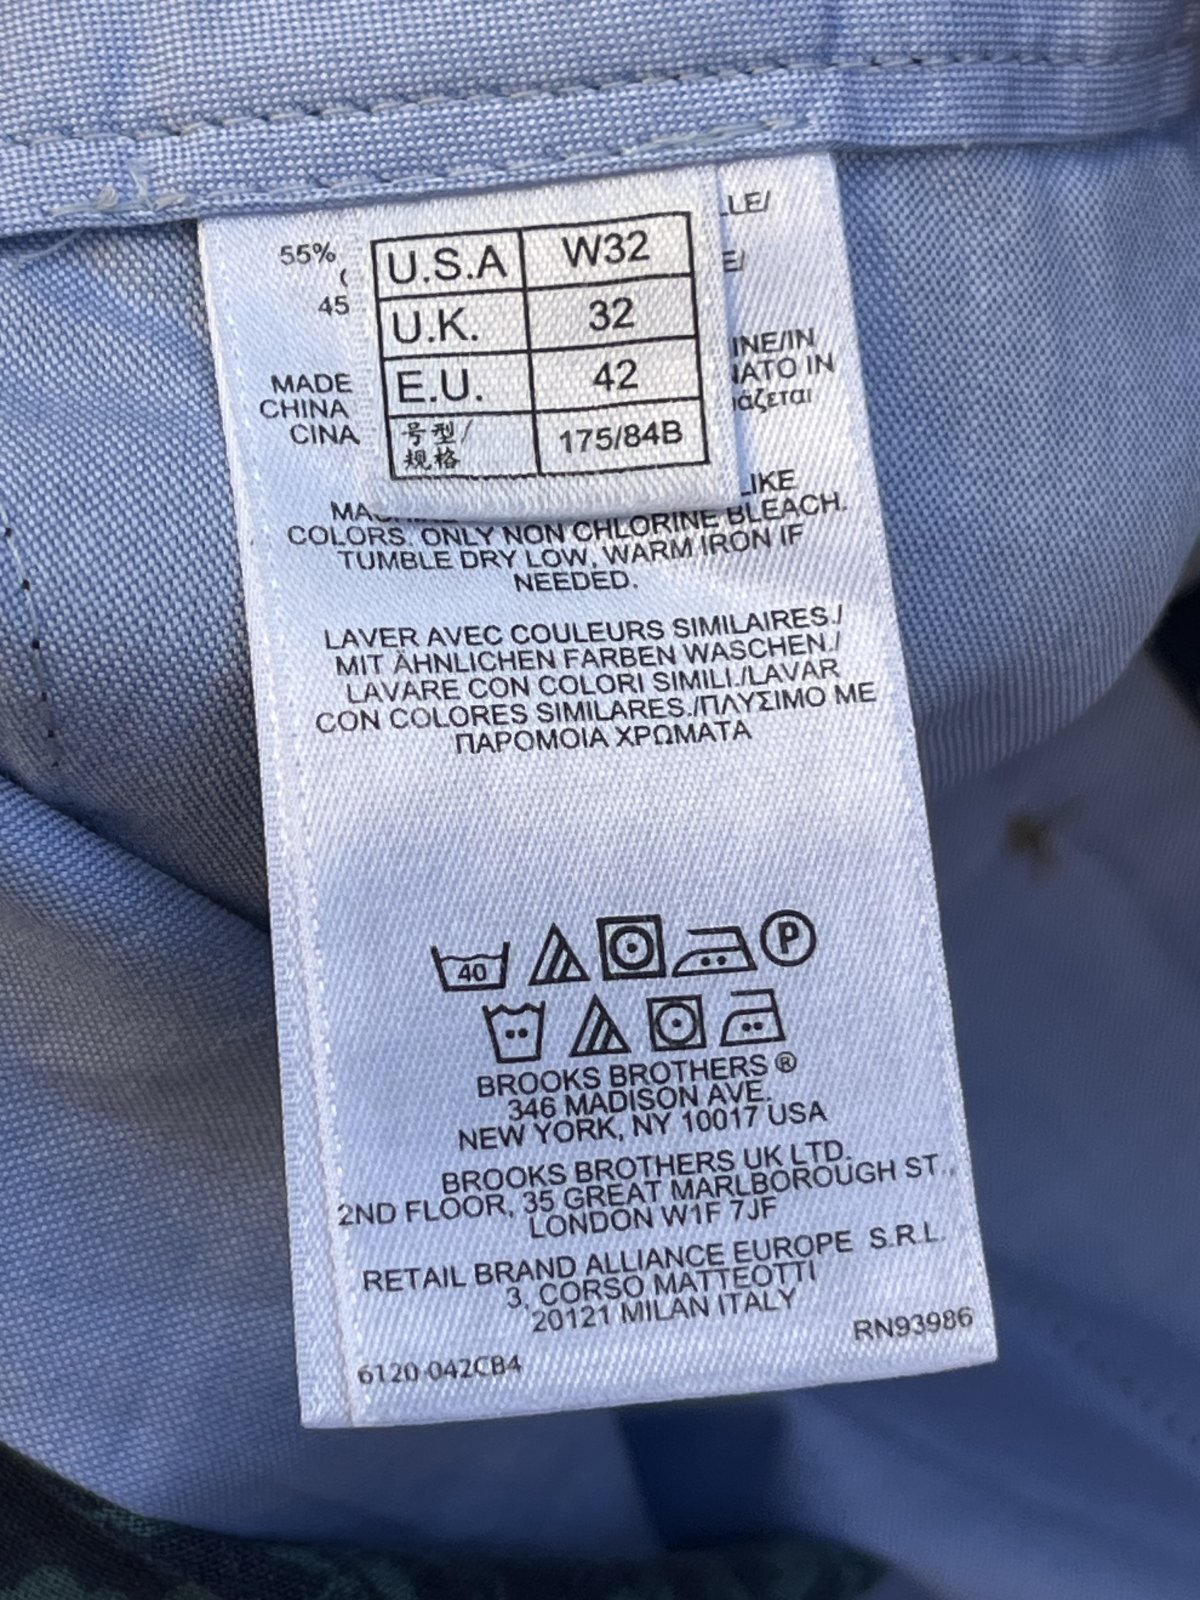 55%
45
MADE
CHINA
CINA
U.S.A W32
U.K. 32
E.U. 42
号型/规格 175/84B
LLE/
E/
INE/IN
NATO IN
άζεται
LIKE
COLORS. ONLY NON CHLORINE BLEACH.
TUMBLE DRY LOW, WARM IRON IF
NEEDED.
LAVER AVEC COULEURS SIMILAIRES./
MIT ÄHNLICHEN FARBEN WASCHEN./
LAVARE CON COLORI SIMILI./LAVAR
CON COLORES SIMILARES./ΠΛΥΣΙΜΟ ΜΕ
ΠΑΡΟΜΟΙΑ ΧΡΩΜΑΤΑ
40 P
BROOKS BROTHERS ®
346 MADISON AVE.
NEW YORK, NY 10017 USA
BROOKS BROTHERS UK LTD.
2ND FLOOR, 35 GREAT MARLBOROUGH ST.,
LONDON W1F 7JF
RETAIL BRAND ALLIANCE EUROPE S.R.L.
3, CORSO MATTEOTTI
20121 MILAN ITALY
RN93986
6120-042CB4